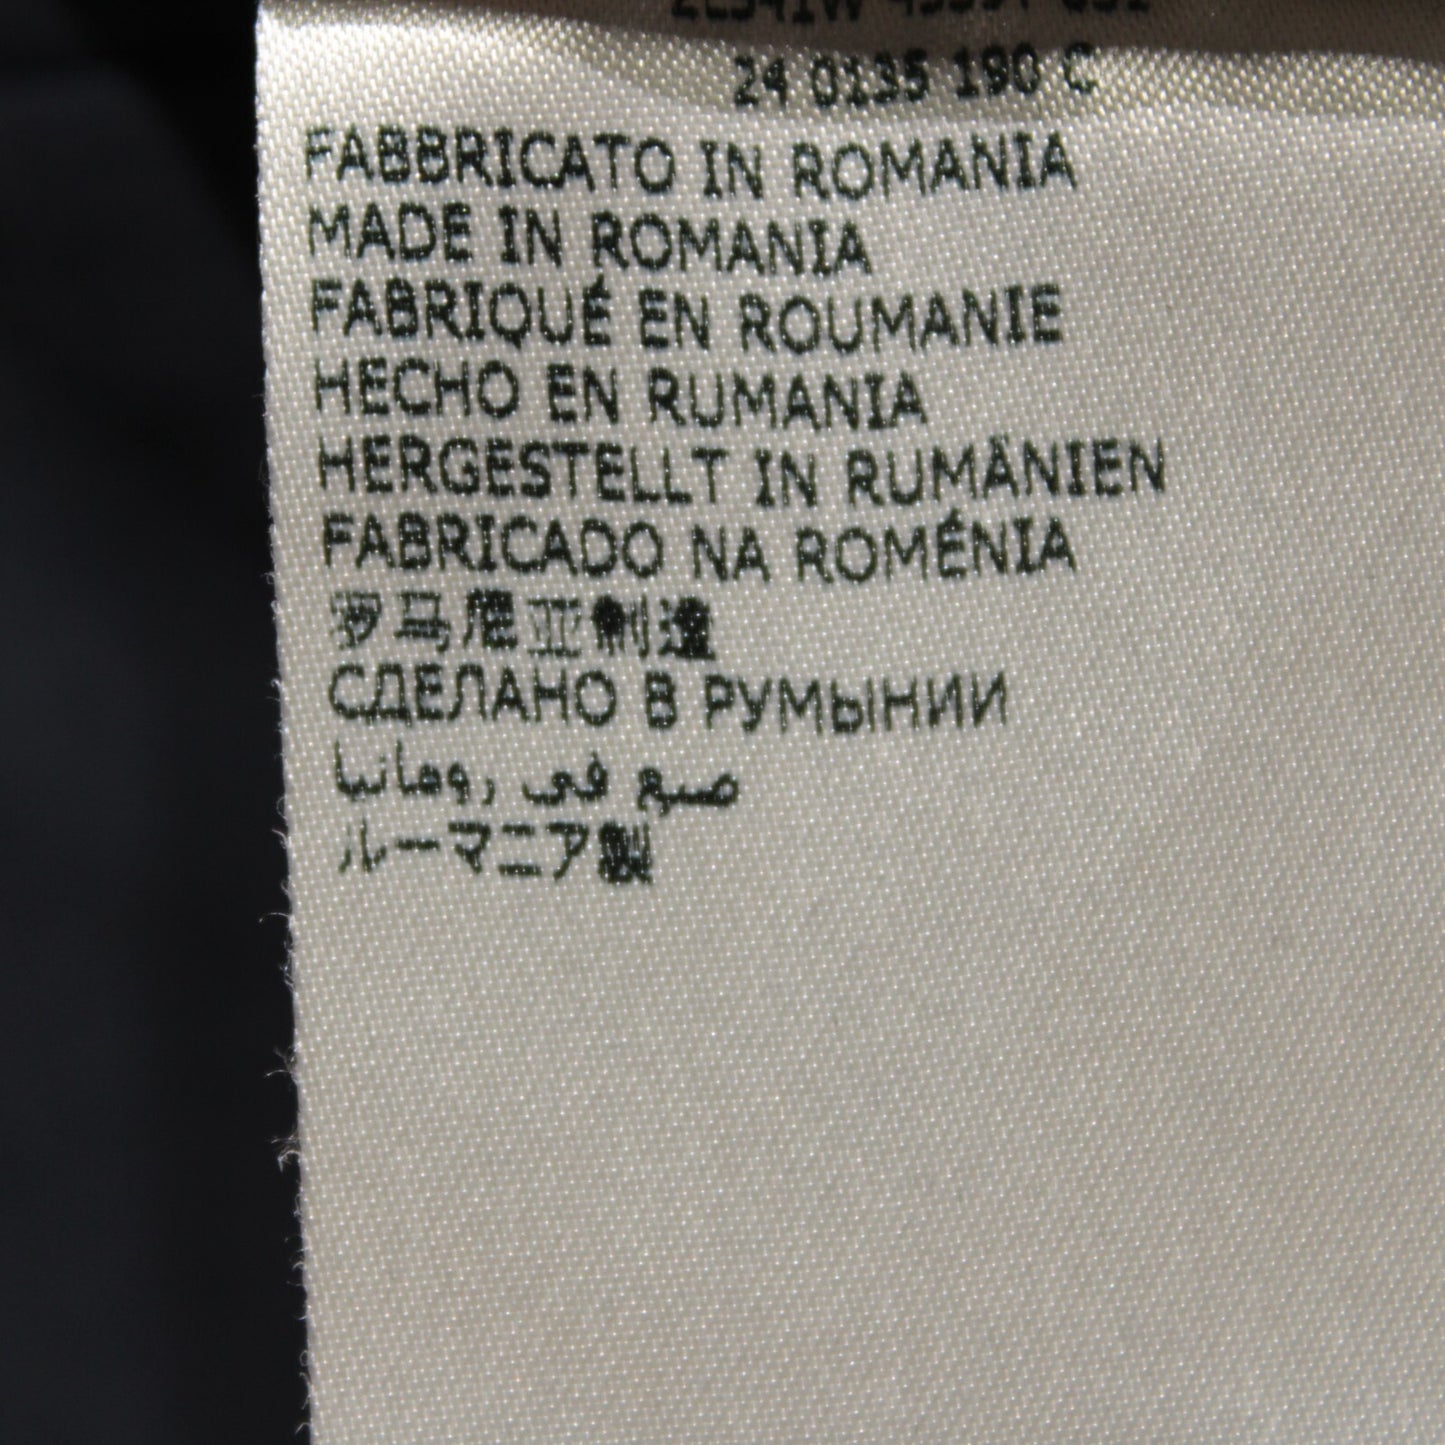 24 0135 190 C
FABBRICATO IN ROMANIA
MADE IN ROMANIA
FABRIQUÉ EN ROUMANIE
HECHO EN RUMANIA
HERGESTELLT IN RUMÄNIEN
FABRICADO NA ROMÉNIA
罗马尼亚制造
СДЕЛАНО В РУМЫНИИ
صنع في رومانيا
ルーマニア製